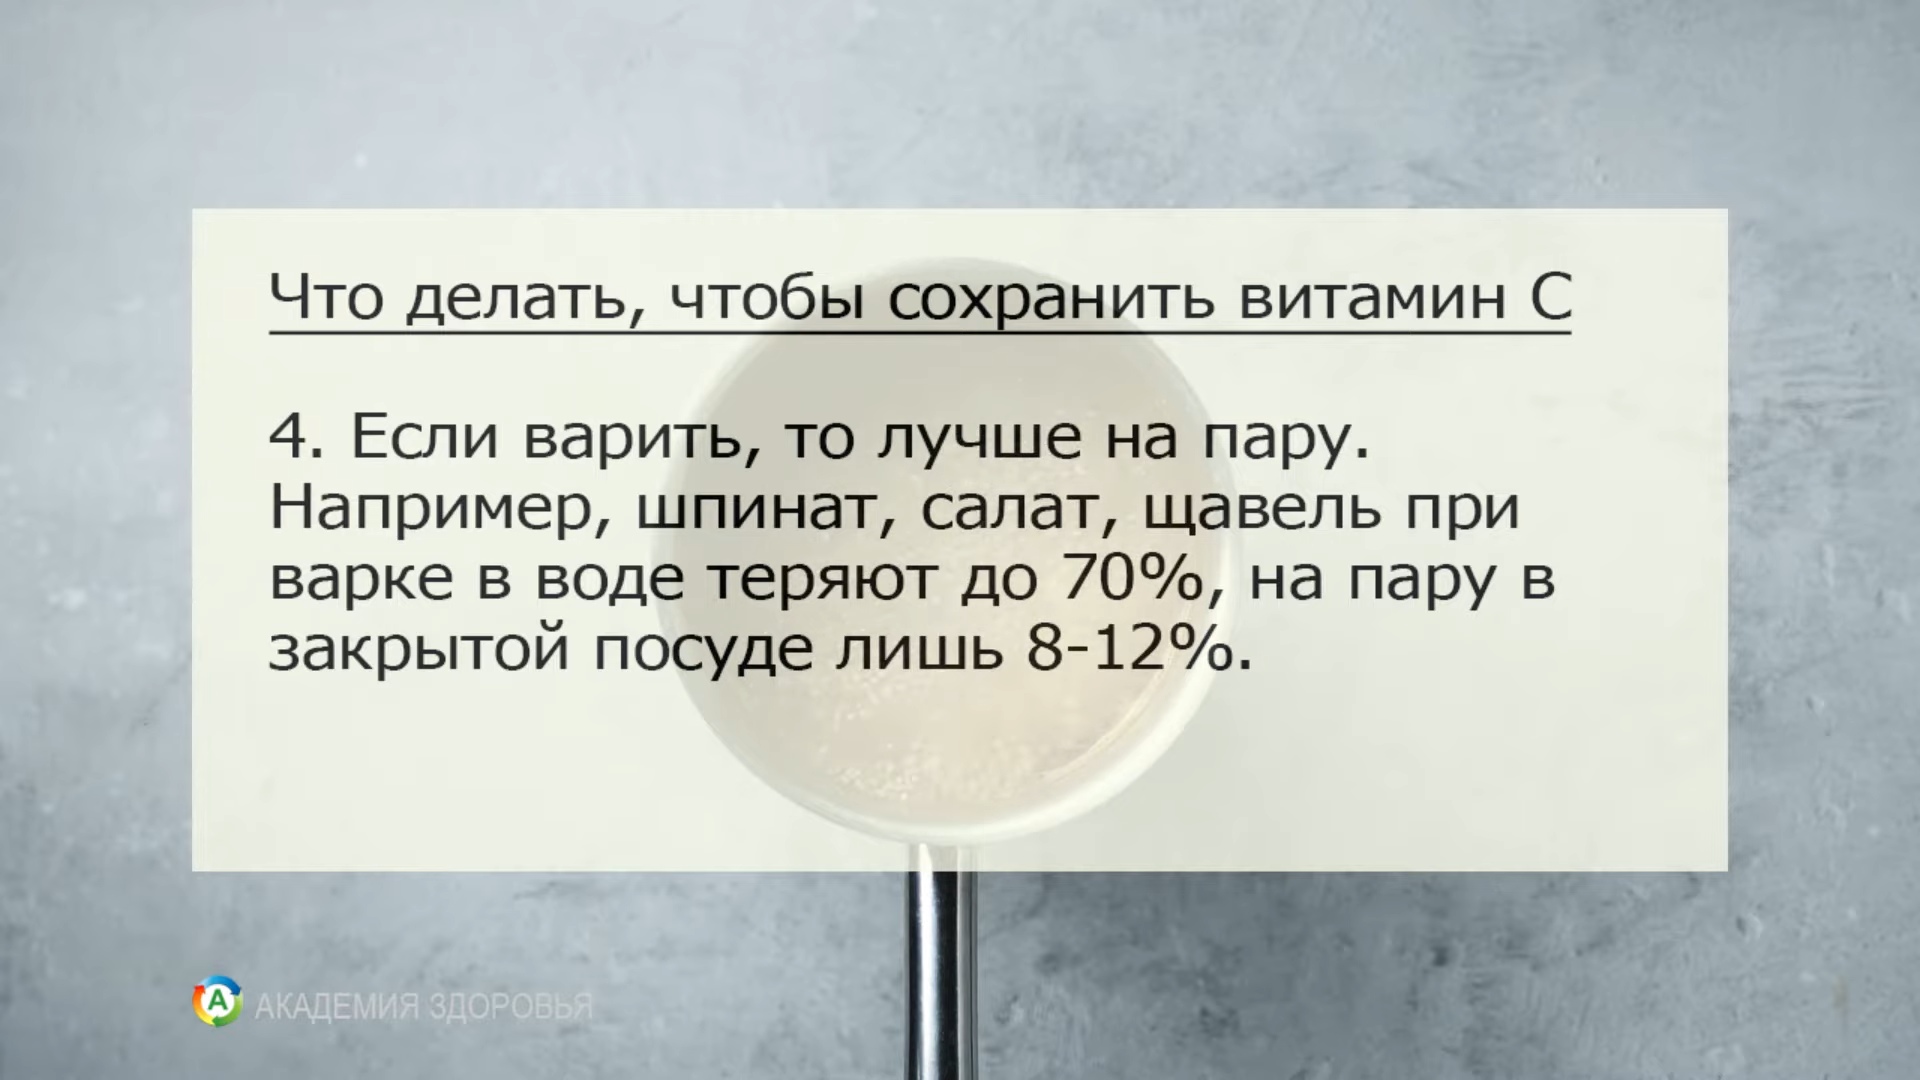 Что делать, чтобы сохранить витамин С
4. Если варить, то лучше на пару.
Например, шпинат, салат, щавель при
варке в воде теряют до 70%, на пару в
закрытой посуде лишь 8-12%.
А АКАДЕМИЯ ЗДОРОВЬЯ